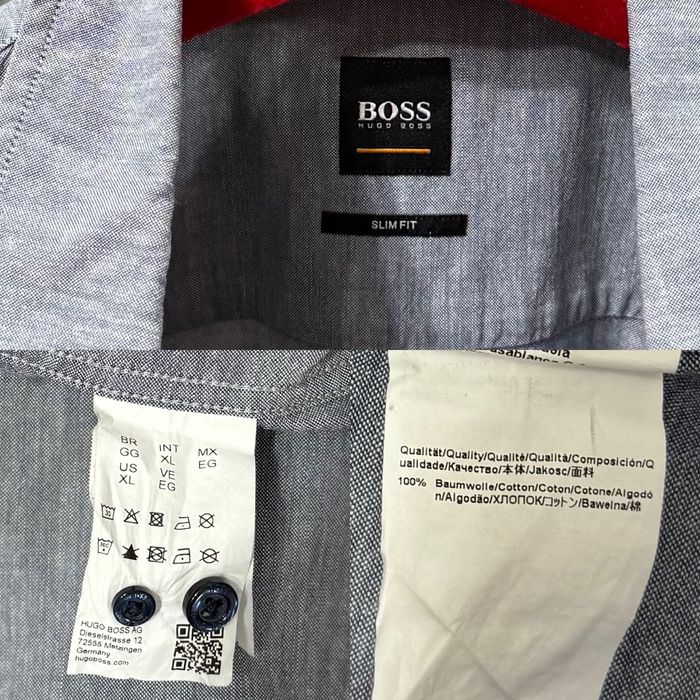 BOSS
HUGO BOSS
SLIM FIT
BR
GG
US
XL
INT
XL
VE
EG
MX
EG
HUGO BOSS AG
Dieselstrasse 12
72555 Metzingen
Germany
hugoboss.com
Qualität/Quality/Qualité/Qualità/Composición/Q
ualidade/Качество/本体/Jakosc/面料
100% Baumwolle/Cotton/Coton/Cotone/Algodó
n/Algodão/ХЛОПОК/コットン/Bawełna/棉